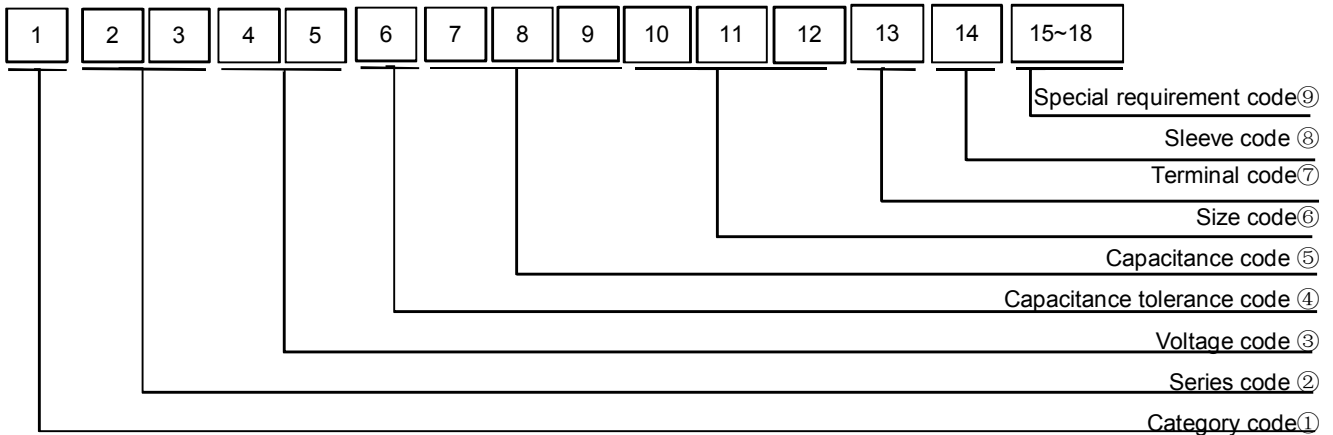 1 2 3 4 5 6 7 8 9 10 11 12 13 14 15~18
Special requirement code⑨
Sleeve code ⑧
Terminal code⑦
Size code⑥
Capacitance code ⑤
Capacitance tolerance code ④
Voltage code ③
Series code ②
Category code①